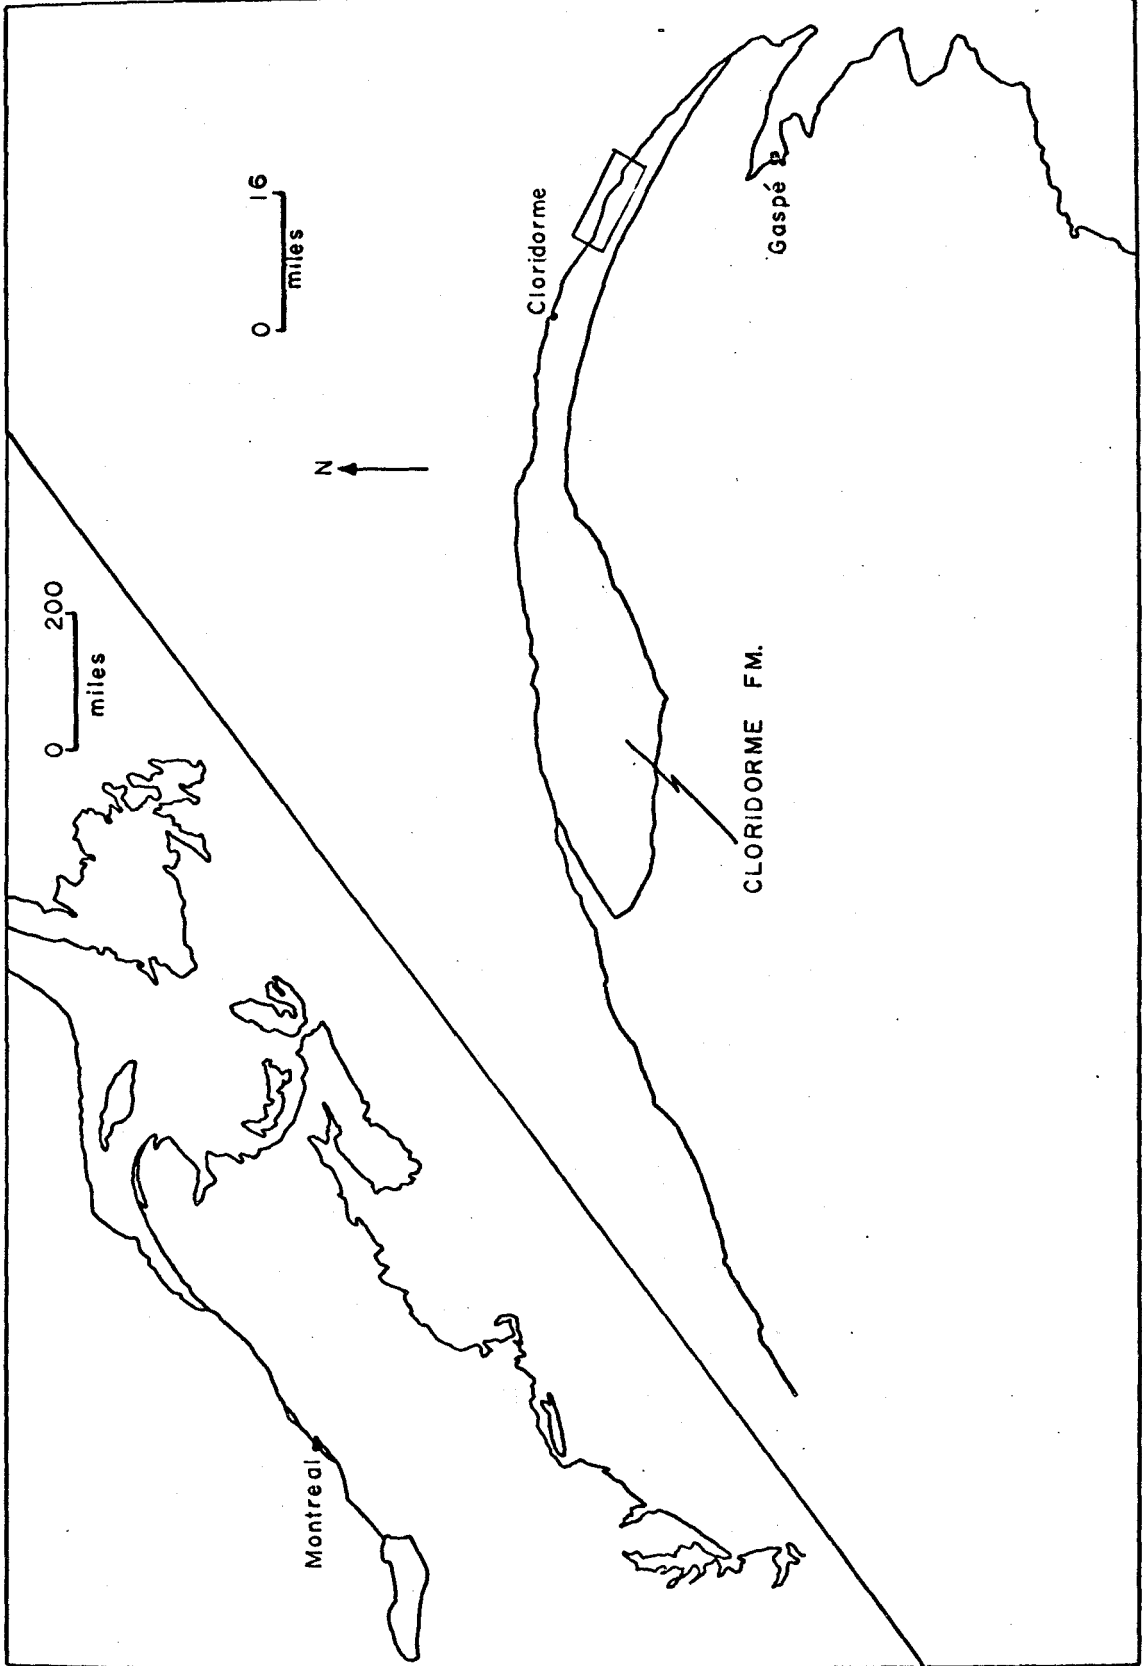 0 200
miles
Montreal
N
0 16
miles
Cloridorme
Gaspé
CLORIDORME FM.